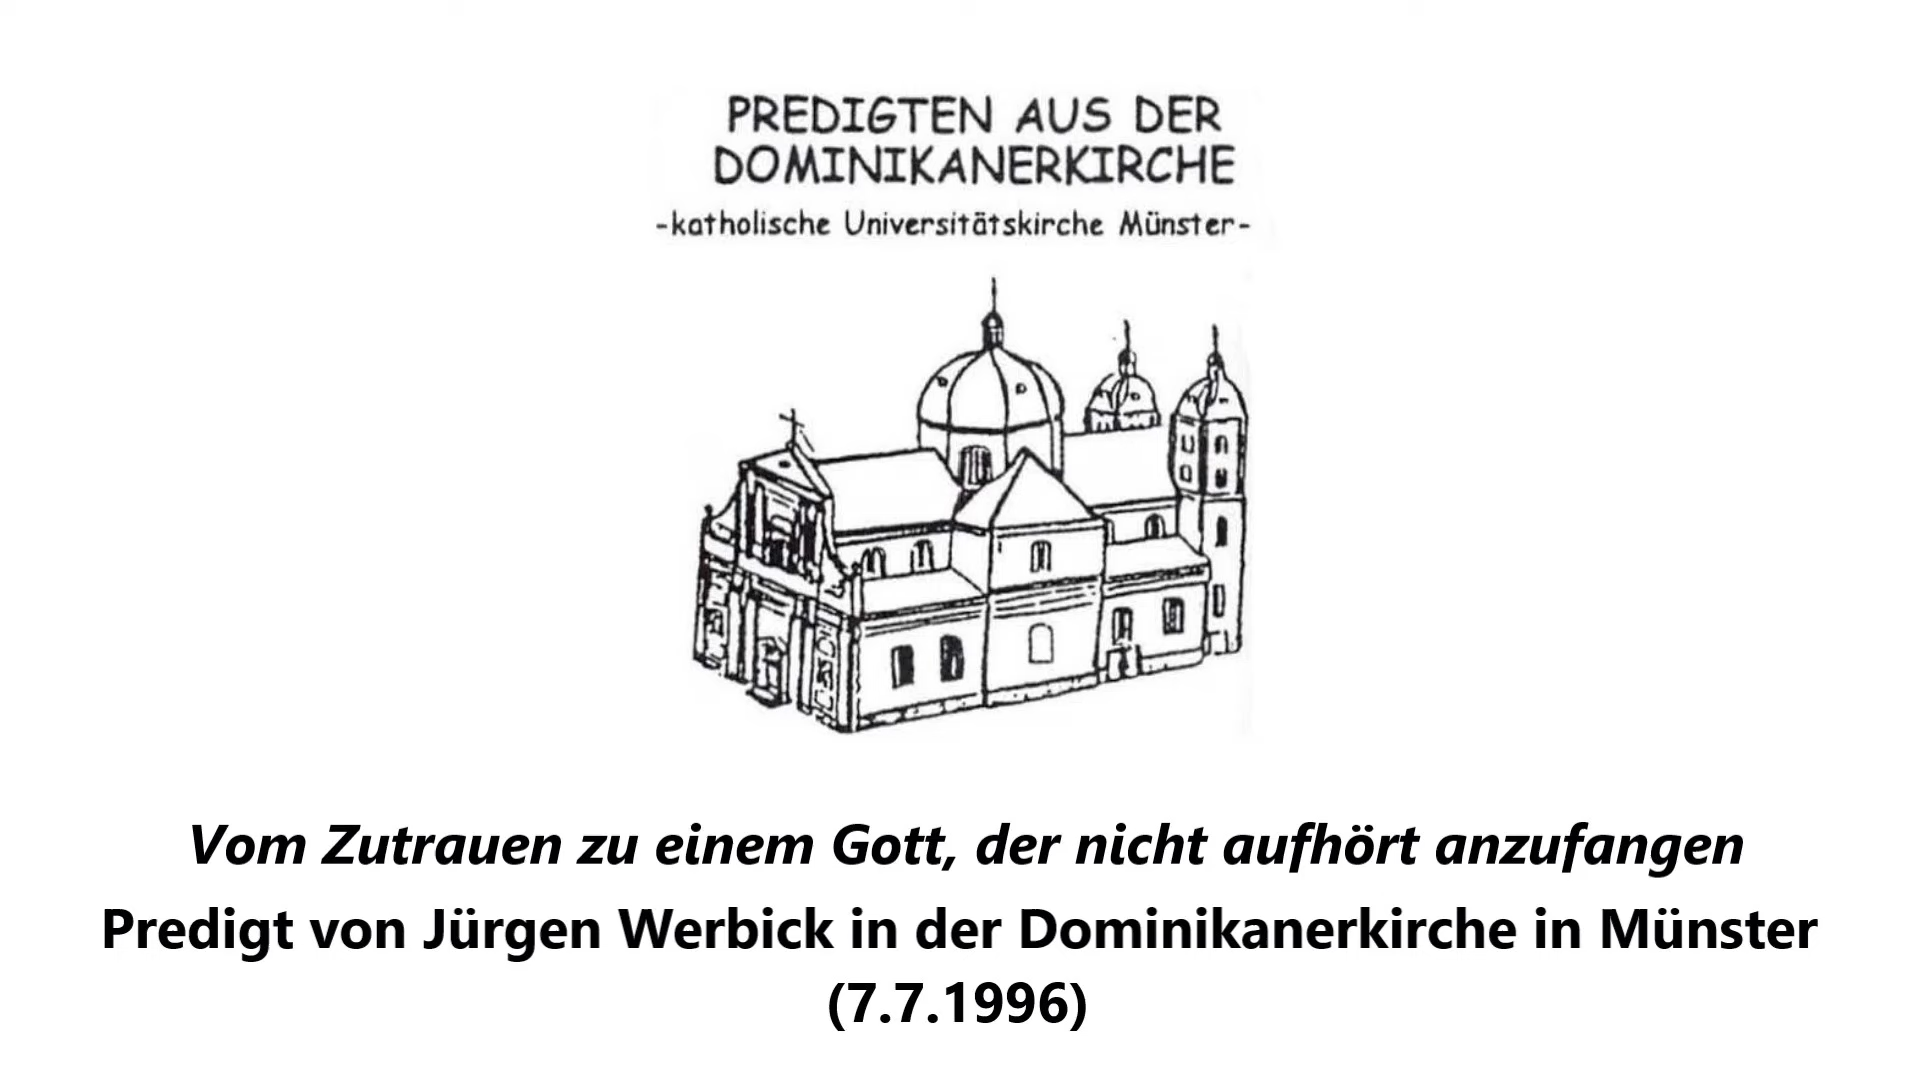 PREDIGTEN AUS DER
DOMINIKANERKIRCHE
-katholische Universitätskirche Münster-
Vom Zutrauen zu einem Gott, der nicht aufhört anzufangen
Predigt von Jürgen Werbick in der Dominikanerkirche in Münster
(7.7.1996)